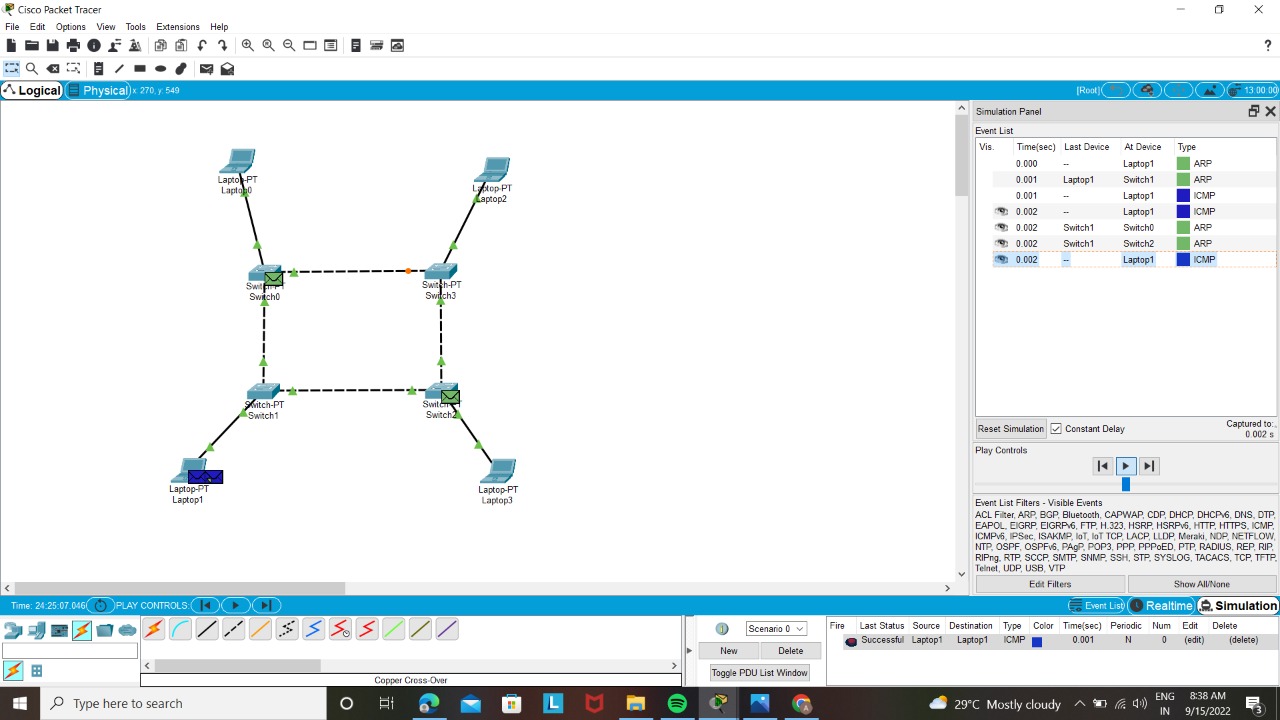 Cisco Packet Tracer
File Edit Options View Tools Extensions Help
?
Logical Physical x: 270, y: 549 [Root] 13:00:00
Simulation Panel
Event List
Vis. Time(sec) Last Device At Device Type
0.000 -- Laptop1 ARP
0.001 Laptop1 Switch1 ARP
0.001 -- Laptop1 ICMP
0.002 -- Laptop1 ICMP
0.002 Switch1 Switch0 ARP
0.002 Switch1 Switch2 ARP
0.002 -- Laptop1 ICMP
Laptop-PT
Laptop0
Laptop-PT
Laptop2
Switch-PT
Switch0
Switch-PT
Switch3
Switch-PT
Switch1
Switch-PT
Switch2
Laptop-PT
Laptop1
Laptop-PT
Laptop3
Reset Simulation Constant Delay Captured to:
0.002 s
Play Controls
Event List Filters - Visible Events
ACL Filter, ARP, BGP, Bluetooth, CAPWAP, CDP, DHCP, DHCPv6, DNS, DTP,
EAPOL, EIGRP, EIGRPv6, FTP, H.323, HSRP, HSRPv6, HTTP, HTTPS, ICMP,
ICMPv6, IPSec, ISAKMP, IoT, IoT TCP, LACP, LLDP, Meraki, NDP, NETFLOW,
NTP, OSPF, OSPFv6, PAgP, POP3, PPP, PPPoED, PTP, RADIUS, REP, RIP,
RIPng, RTP, SCCP, SMTP, SNMP, SSH, STP, SYSLOG, TACACS, TCP, TFTP,
Telnet, UDP, USB, VTP
Edit Filters Show All/None
Time: 24:25:07.046 PLAY CONTROLS: Event List Realtime Simulation
Scenario 0
New Delete
Toggle PDU List Window
Fire Last Status Source Destination Type Color Time(sec) Periodic Num Edit Delete
Successful Laptop1 Laptop1 ICMP 0.001 N 0 (edit) (delete)
Copper Cross-Over
Type here to search
29°C Mostly cloudy
ENG
IN
8:38 AM
9/15/2022
3